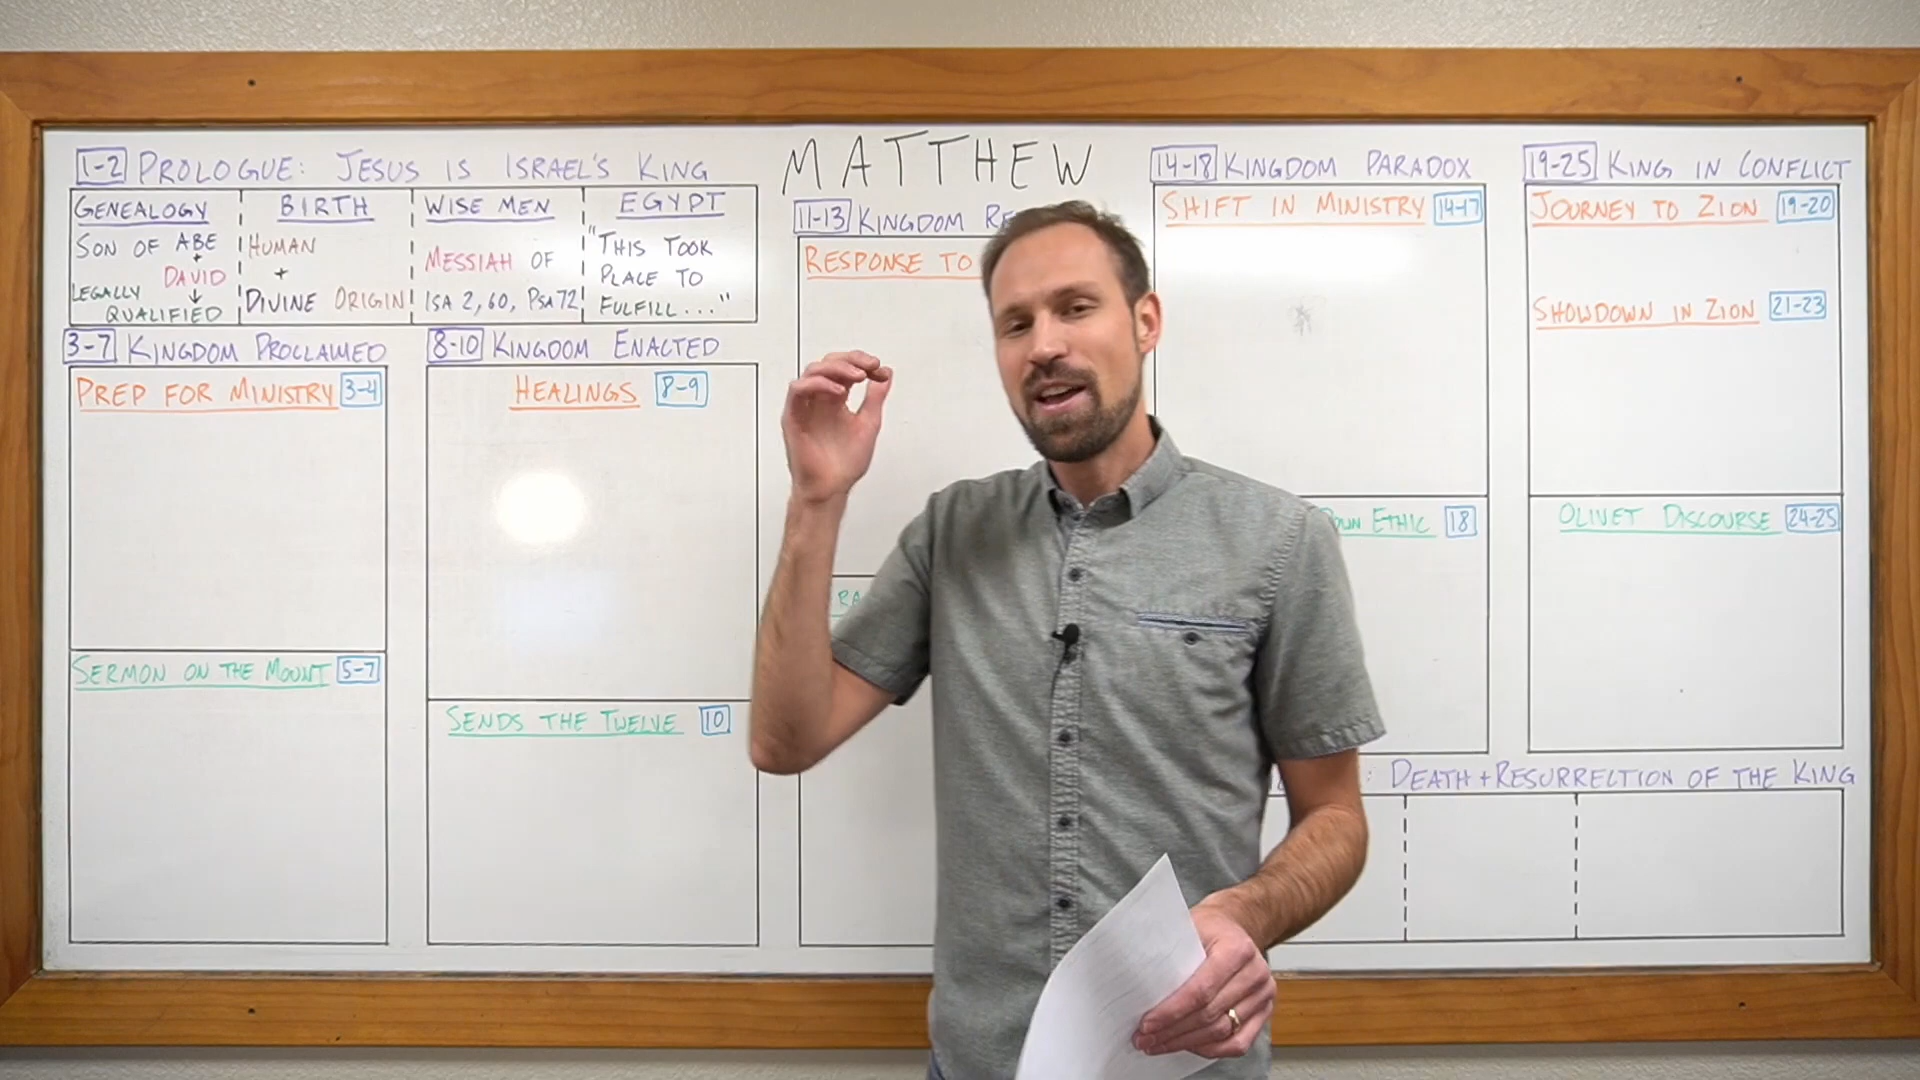 MATTHEW
1-2 PROLOGUE: JESUS IS ISRAEL'S KING
GENEALOGY
SON OF ABE
+
DAVID
↓
LEGALLY
QUALIFIED
BIRTH
HUMAN
+
DIVINE ORIGIN
WISE MEN
MESSIAH OF
ISA 2, 60, PSA 72
EGYPT
"THIS TOOK
PLACE TO
FULFILL..."
3-7 KINGDOM PROCLAIMED
PREP FOR MINISTRY 3-4
SERMON ON THE MOUNT 5-7
8-10 KINGDOM ENACTED
HEALINGS 8-9
SENDS THE TWELVE 10
11-13 KINGDOM RE
RESPONSE TO
RA
14-18 KINGDOM PARADOX
SHIFT IN MINISTRY 14-17
DOWN ETHIC 18
19-25 KING IN CONFLICT
JOURNEY TO ZION 19-20
SHOWDOWN IN ZION 21-23
OLIVET DISCOURSE 24-25
: DEATH + RESURRECTION OF THE KING